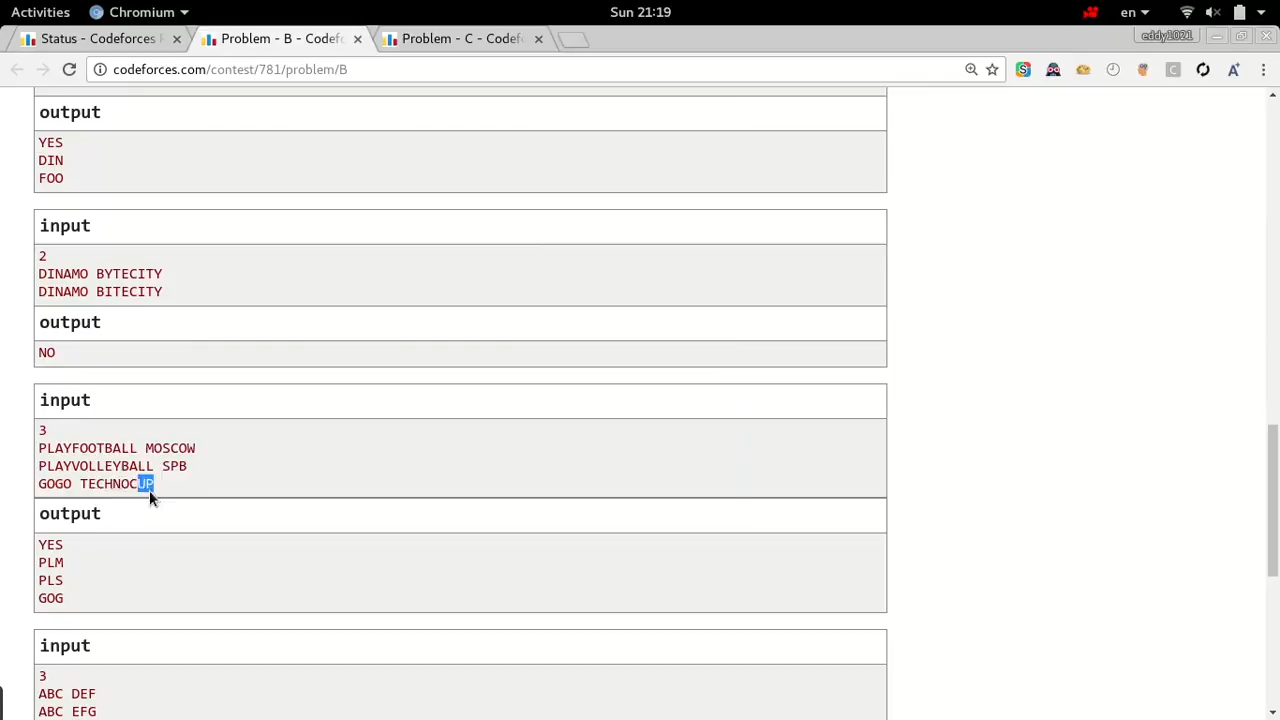 Activities Chromium Sun 21:19 en
Status - Codeforces Problem - B - Codef Problem - C - Codef eddy1021
codeforces.com/contest/781/problem/B
output
YES
DIN
FOO
input
2
DINAMO BYTECITY
DINAMO BITECITY
output
NO
input
3
PLAYFOOTBALL MOSCOW
PLAYVOLLEYBALL SPB
GOGO TECHNOCUP
output
YES
PLM
PLS
GOG
input
3
ABC DEF
ABC EFG